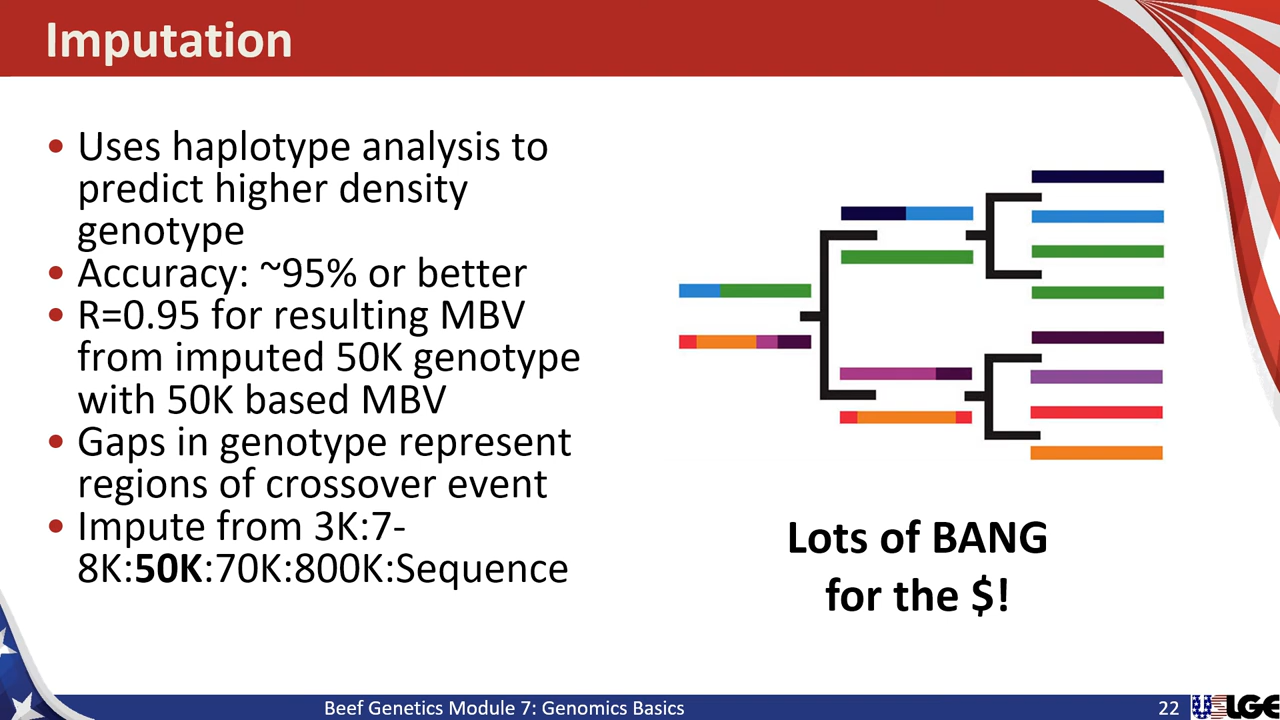 Imputation
• Uses haplotype analysis to
predict higher density
genotype
• Accuracy: ~95% or better
• R=0.95 for resulting MBV
from imputed 50K genotype
with 50K based MBV
• Gaps in genotype represent
regions of crossover event
• Impute from 3K:7-
8K:50K:70K:800K:Sequence
Lots of BANG
for the $!
Beef Genetics Module 7: Genomics Basics
22
USLGE